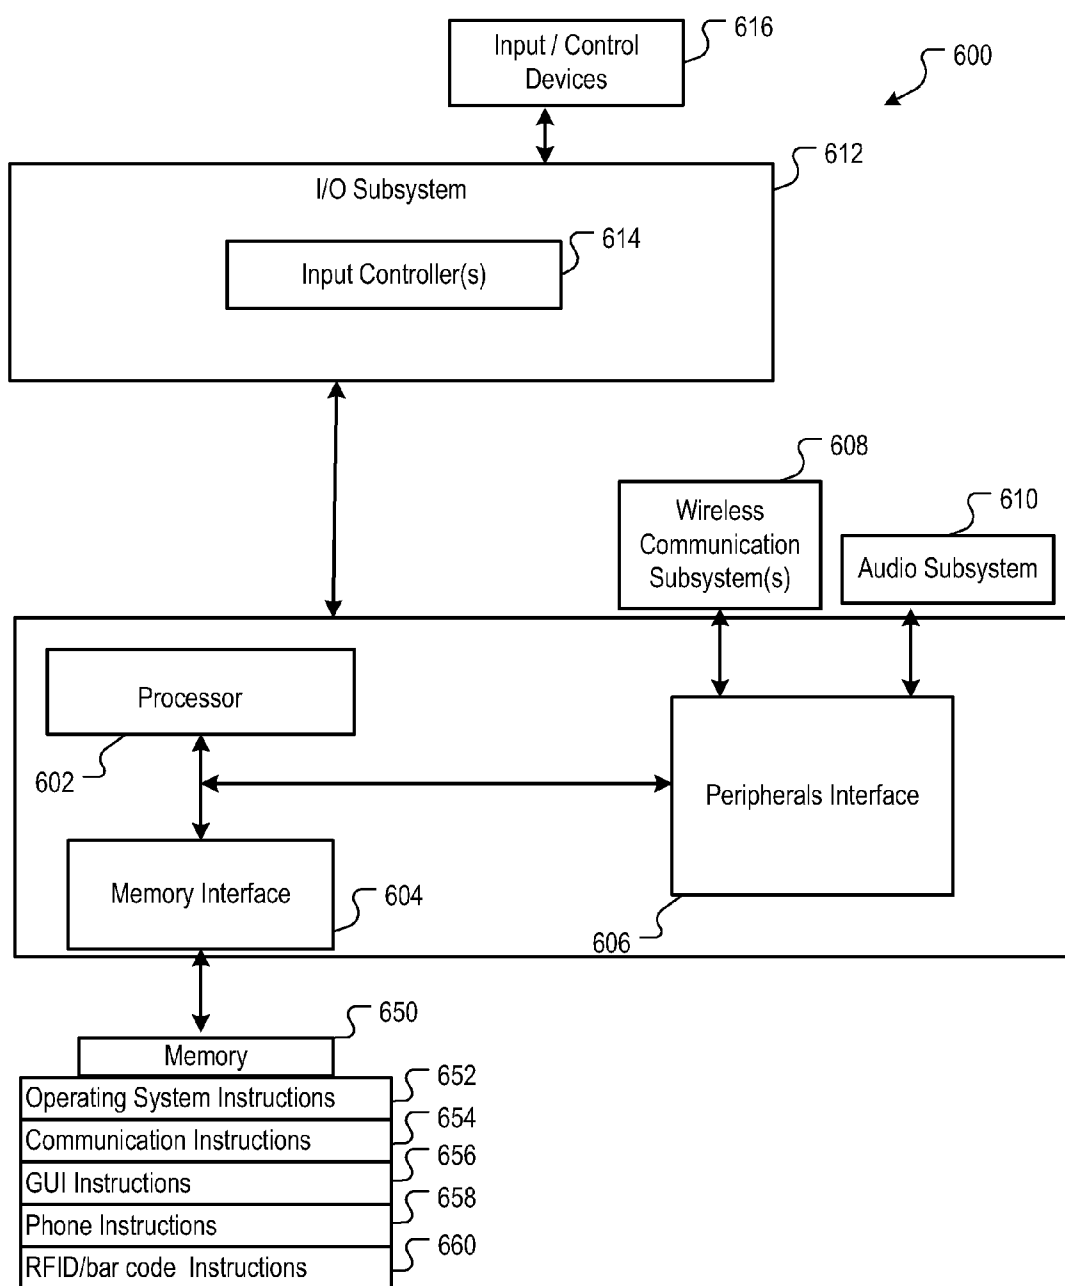 616
Input / Control
Devices
600
612
I/O Subsystem
614
Input Controller(s)
608
Wireless
Communication
Subsystem(s)
610
Audio Subsystem
Processor
602
Peripherals Interface
Memory Interface
604
606
650
Memory
652
Operating System Instructions
654
Communication Instructions
656
GUI Instructions
658
Phone Instructions
660
RFID/bar code Instructions